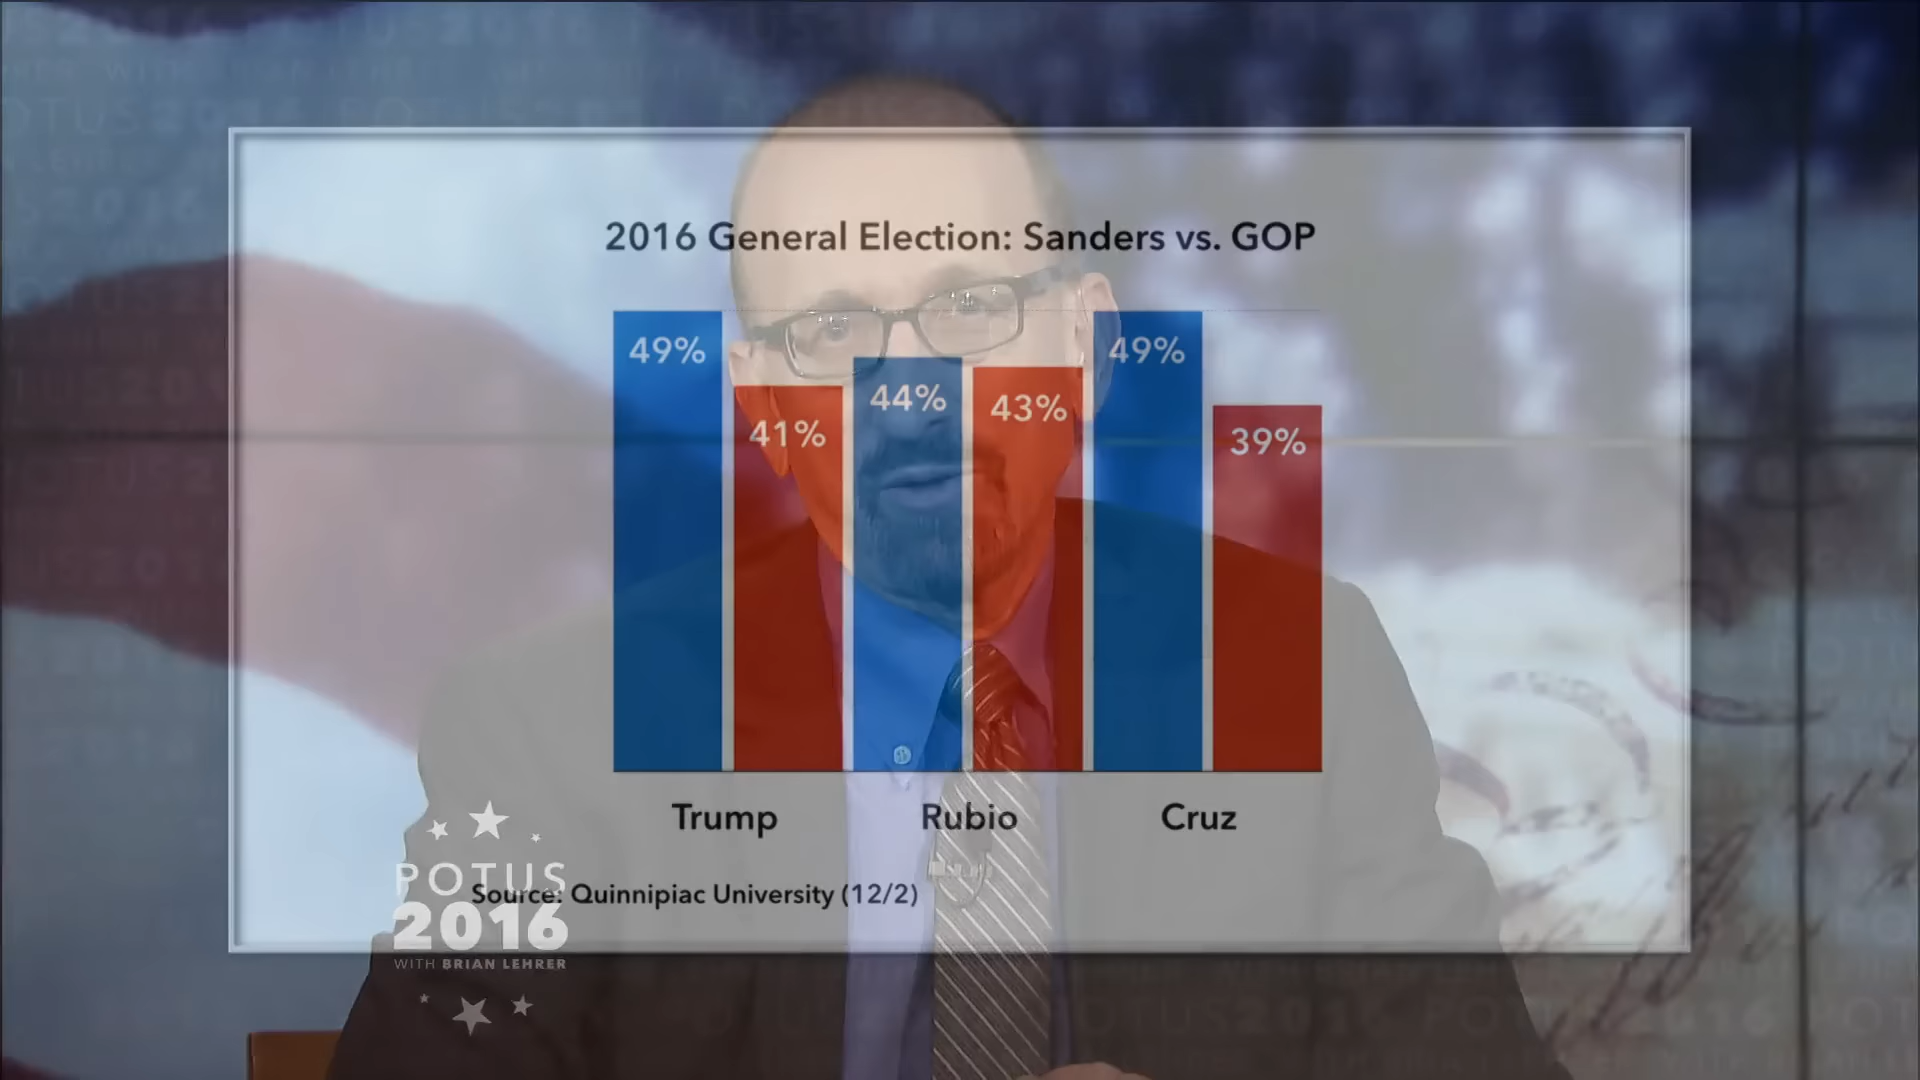 2016 General Election: Sanders vs. GOP
49%
41%
44%
43%
49%
39%
Trump
Rubio
Cruz
Source: Quinnipiac University (12/2)
POTUS
2016
WITH BRIAN LEHRER